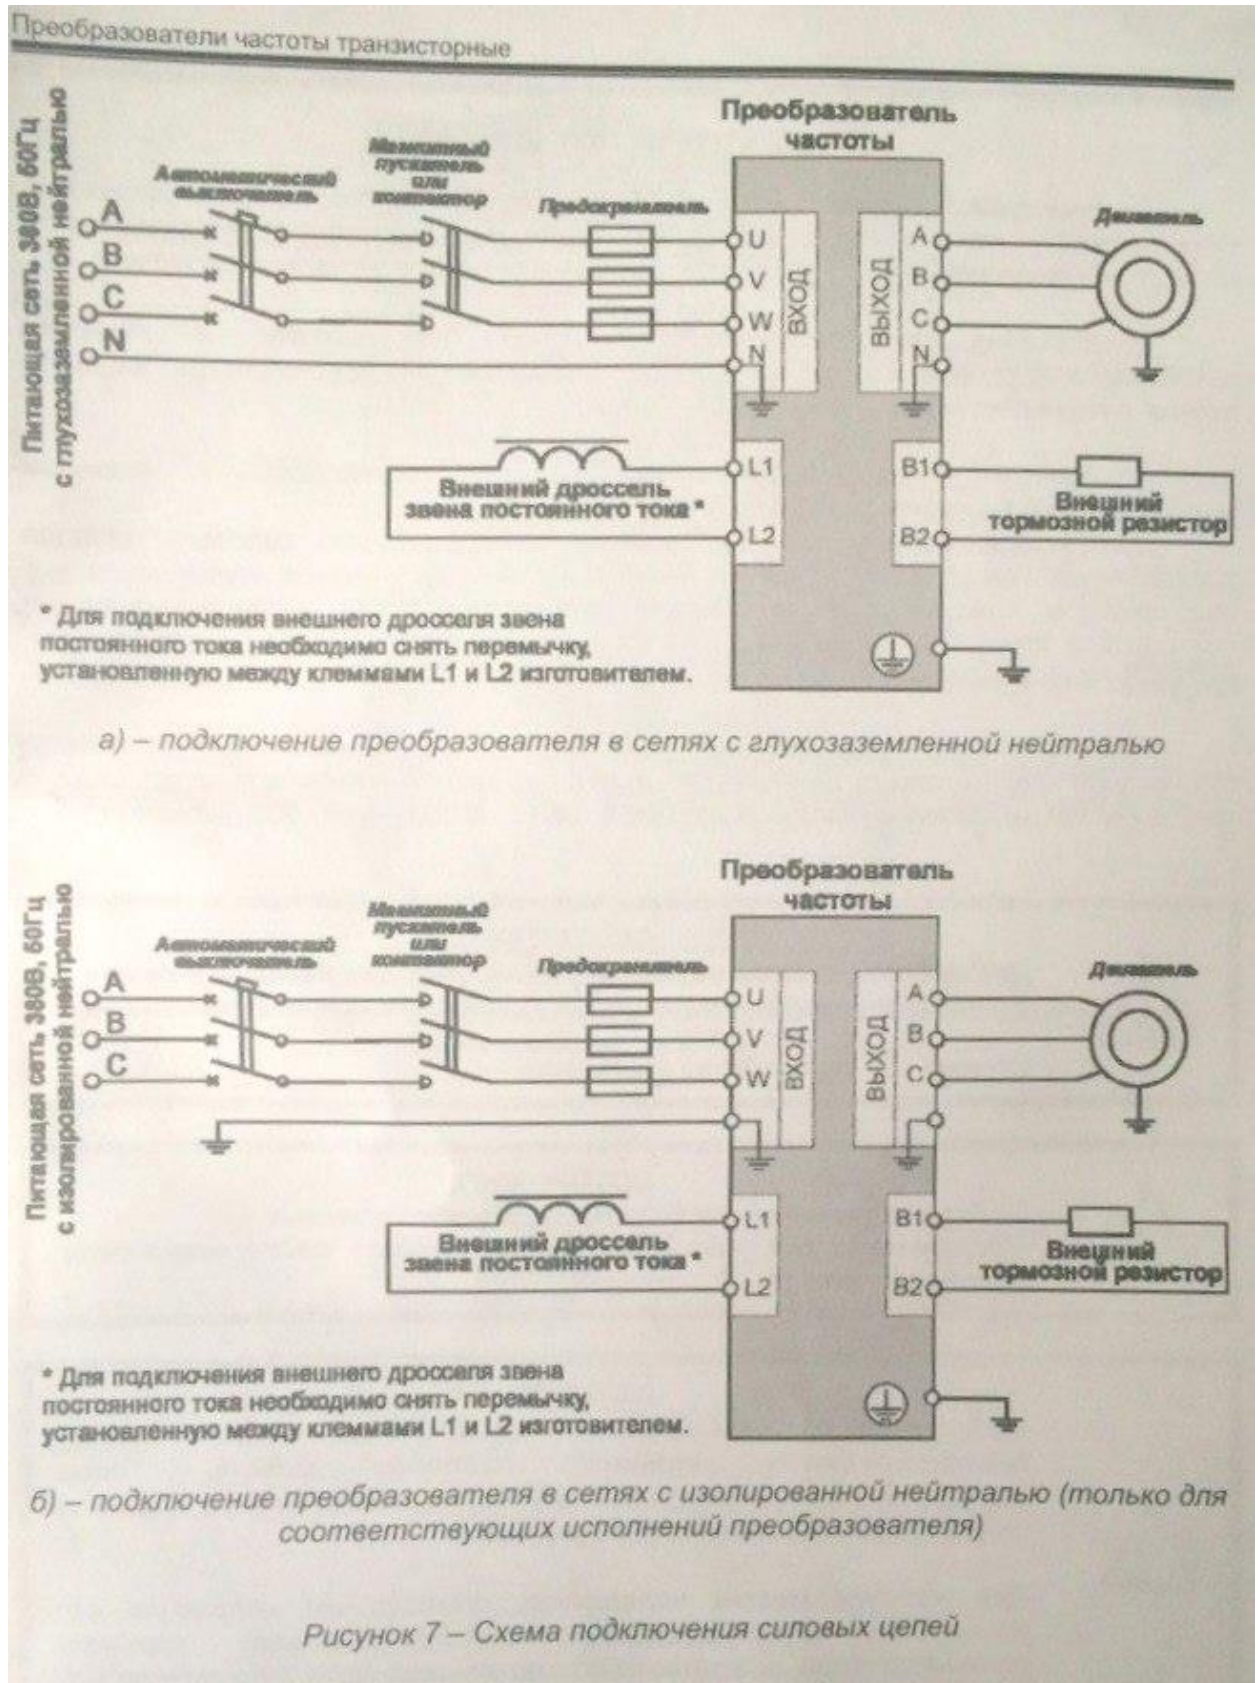 Преобразователи частоты транзисторные
Преобразователь
частоты
Питающая сеть 380В, 50Гц
с глухозаземленной нейтралью
Автоматический
выключатель
Магнитный
пускатель
или
контактор
Предохранитель
Двигатель
A
B
C
N
U
V
W
N
ВХОД
ВЫХОД
A
B
C
N
L1
L2
Внешний дроссель
звена постоянного тока *
B1
B2
Внешний
тормозной резистор
* Для подключения внешнего дросселя звена
постоянного тока необходимо снять перемычку,
установленную между клеммами L1 и L2 изготовителем.
а) – подключение преобразователя в сетях с глухозаземленной нейтралью
Преобразователь
частоты
Питающая сеть 380В, 50Гц
с изолированной нейтралью
Автоматический
выключатель
Магнитный
пускатель
или
контактор
Предохранитель
Двигатель
A
B
C
U
V
W
ВХОД
ВЫХОД
A
B
C
L1
L2
Внешний дроссель
звена постоянного тока *
B1
B2
Внешний
тормозной резистор
* Для подключения внешнего дросселя звена
постоянного тока необходимо снять перемычку,
установленную между клеммами L1 и L2 изготовителем.
б) – подключение преобразователя в сетях с изолированной нейтралью (только для
соответствующих исполнений преобразователя)
Рисунок 7 – Схема подключения силовых цепей